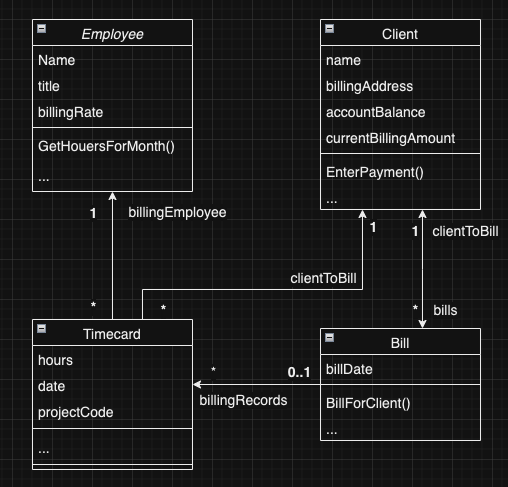 Employee
Name
title
billingRate
GetHouersForMonth()
...
Client
name
billingAddress
accountBalance
currentBillingAmount
EnterPayment()
...
1
billingEmployee
*
1
clientToBill
*
1
clientToBill
*
bills
Timecard
hours
date
projectCode
...
*
0..1
billingRecords
Bill
billDate
BillForClient()
...